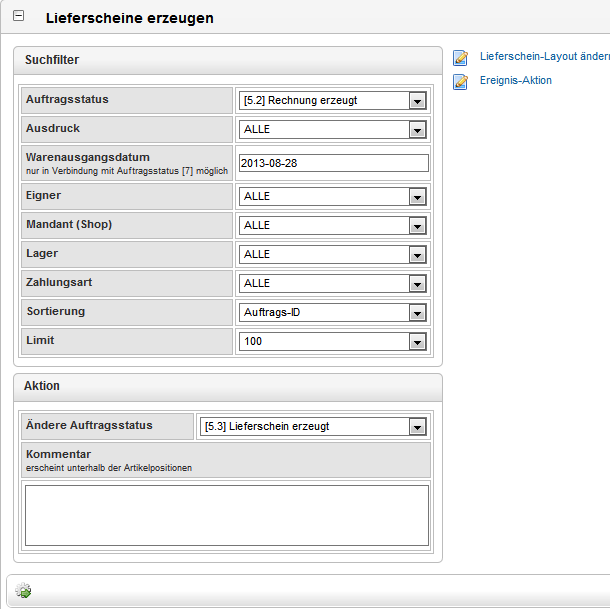 Lieferscheine erzeugen
Suchfilter
Auftragsstatus [5.2] Rechnung erzeugt
Ausdruck ALLE
Warenausgangsdatum
nur in Verbindung mit Auftragsstatus [7] möglich
2013-08-28
Eigner ALLE
Mandant (Shop) ALLE
Lager ALLE
Zahlungsart ALLE
Sortierung Auftrags-ID
Limit 100
Aktion
Ändere Auftragsstatus [5.3] Lieferschein erzeugt
Kommentar
erscheint unterhalb der Artikelpositionen
Lieferschein-Layout ändern
Ereignis-Aktion